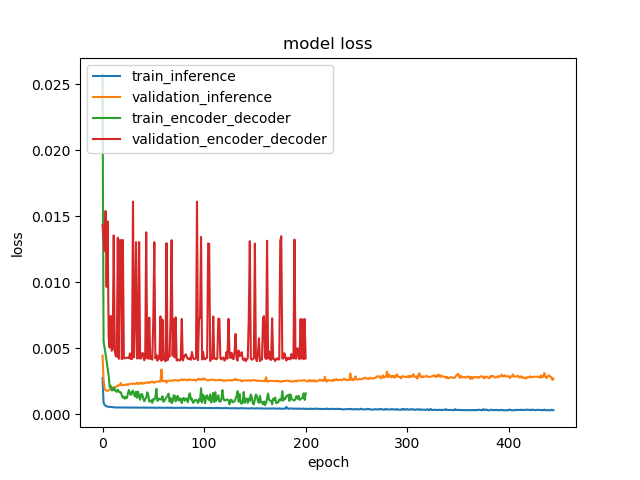 model loss
train_inference
validation_inference
train_encoder_decoder
validation_encoder_decoder
0.025
0.020
0.015
0.010
0.005
0.000
loss
0 100 200 300 400
epoch